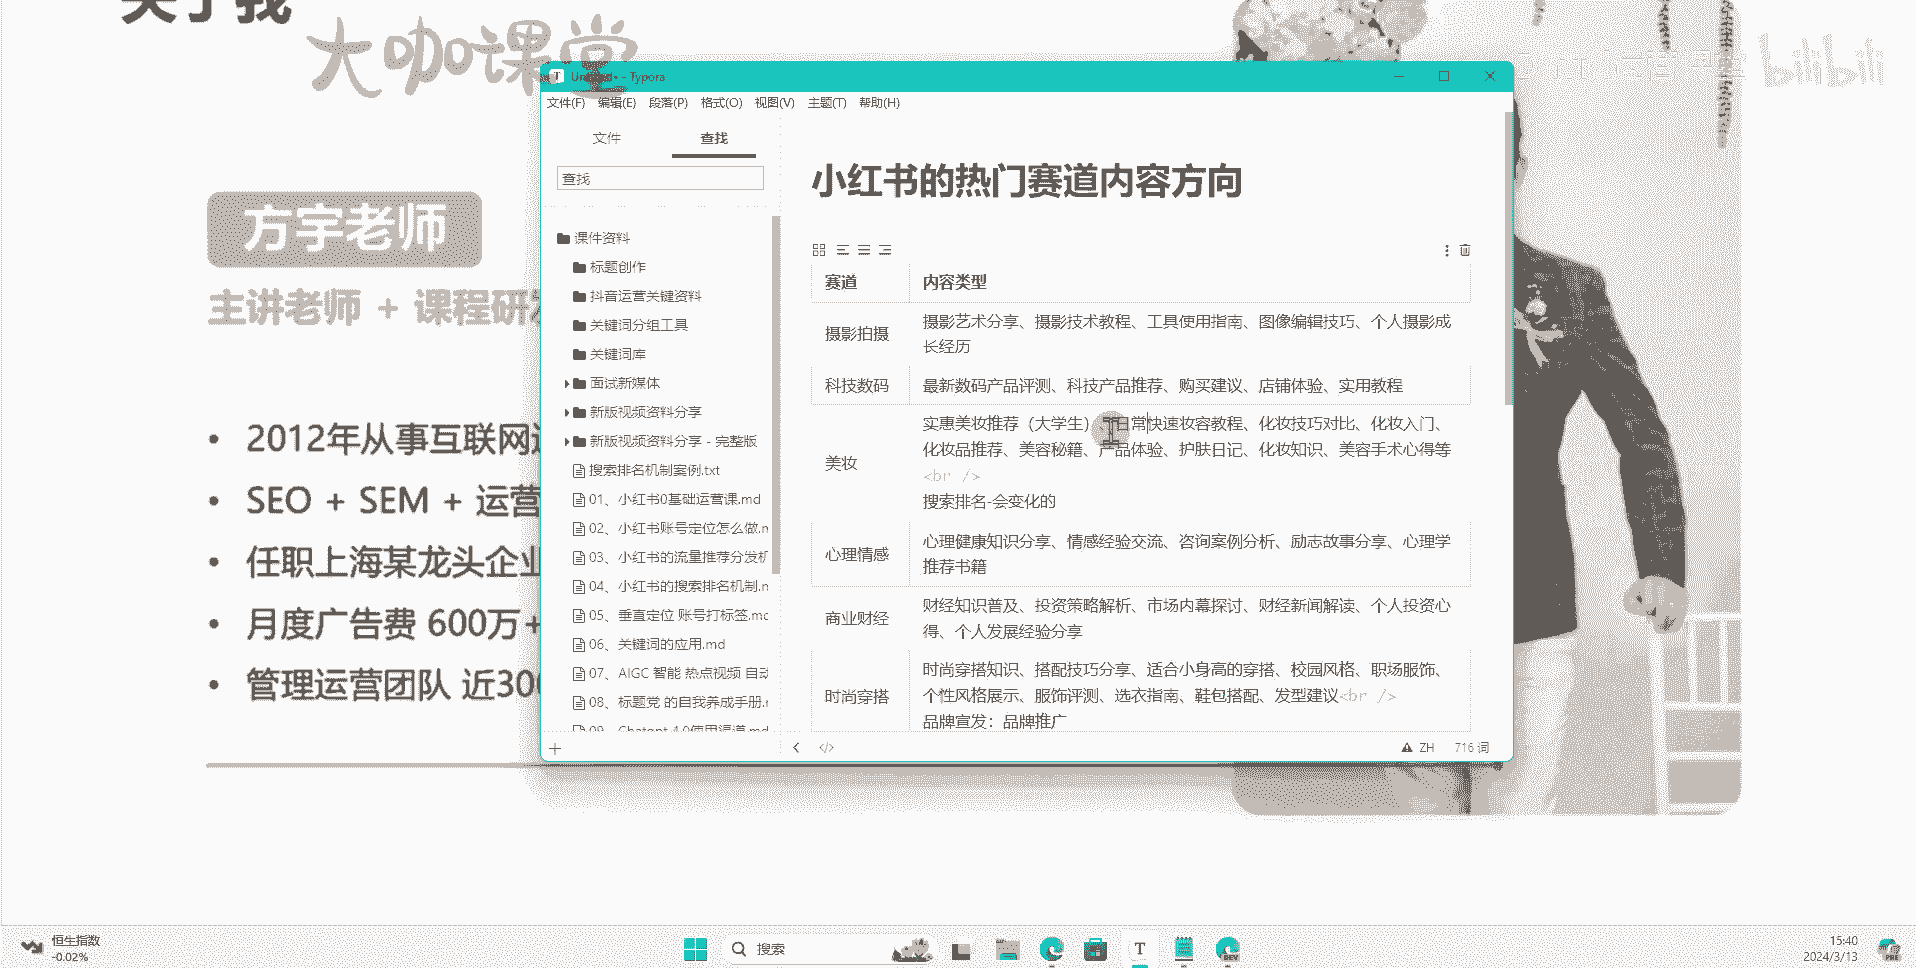 关于我
大咖课堂
bilibili
方宇老师
主讲老师 + 课程研
• 2012年从事互联网
• SEO + SEM + 运营
• 任职上海某龙头企业
• 月度广告费 600万+
• 管理运营团队 近300
- Typora
文件(F) 编辑(E) 段落(P) 格式(O) 视图(V) 主题(T) 帮助(H)
文件 查找
查找
课件资料
标题创作
抖音运营关键资料
关键词分组工具
关键词库
面试新媒体
新版视频资料分享
新版视频资料分享 - 完整版
搜索排名机制案例.txt
01、小红书0基础运营课.md
02、小红书账号定位怎么做.m
03、小红书的流量推荐分发机
04、小红书的搜索排名机制.m
05、垂直定位 账号打标签.md
06、关键词的应用.md
07、AIGC 智能 热点视频 自动
08、标题党 的自我养成手册.m
09、Chatgpt 4.0使用渠道.md
小红书的热门赛道内容方向
赛道 内容类型
摄影拍摄 摄影艺术分享、摄影技术教程、工具使用指南、图像编辑技巧、个人摄影成
长经历
科技数码 最新数码产品评测、科技产品推荐、购买建议、店铺体验、实用教程
美妆 实惠美妆推荐（大学生） 日常快速妆容教程、化妆技巧对比、化妆入门、
化妆品推荐、美容秘籍、产品体验、护肤日记、化妆知识、美容手术心得等
<br />
搜索排名-会变化的
心理情感 心理健康知识分享、情感经验交流、咨询案例分析、励志故事分享、心理学
推荐书籍
商业财经 财经知识普及、投资策略解析、市场内幕探讨、财经新闻解读、个人投资心
得、个人发展经验分享
时尚穿搭 时尚穿搭知识、搭配技巧分享、适合小身高的穿搭、校园风格、职场服饰、
个性风格展示、服饰评测、选衣指南、鞋包搭配、发型建议<br />
品牌宣发：品牌推广
ZH 716 词
恒生指数
-0.02%
搜索
15:40
2024/3/13